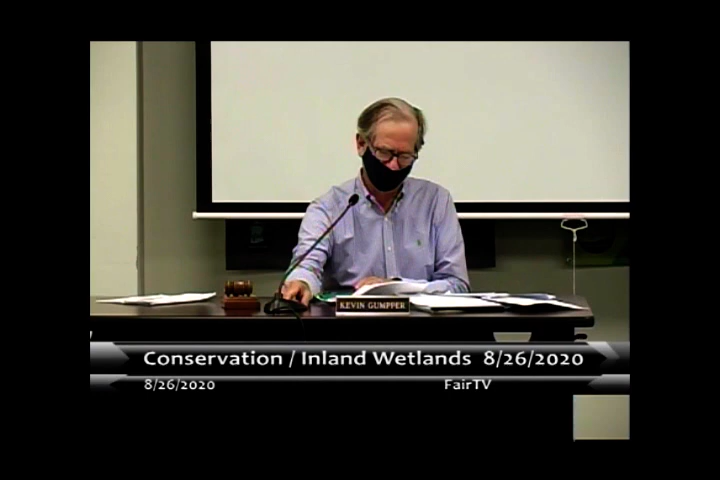 KEVIN GUMPPER
Conservation / Inland Wetlands 8/26/2020
8/26/2020 FairTV